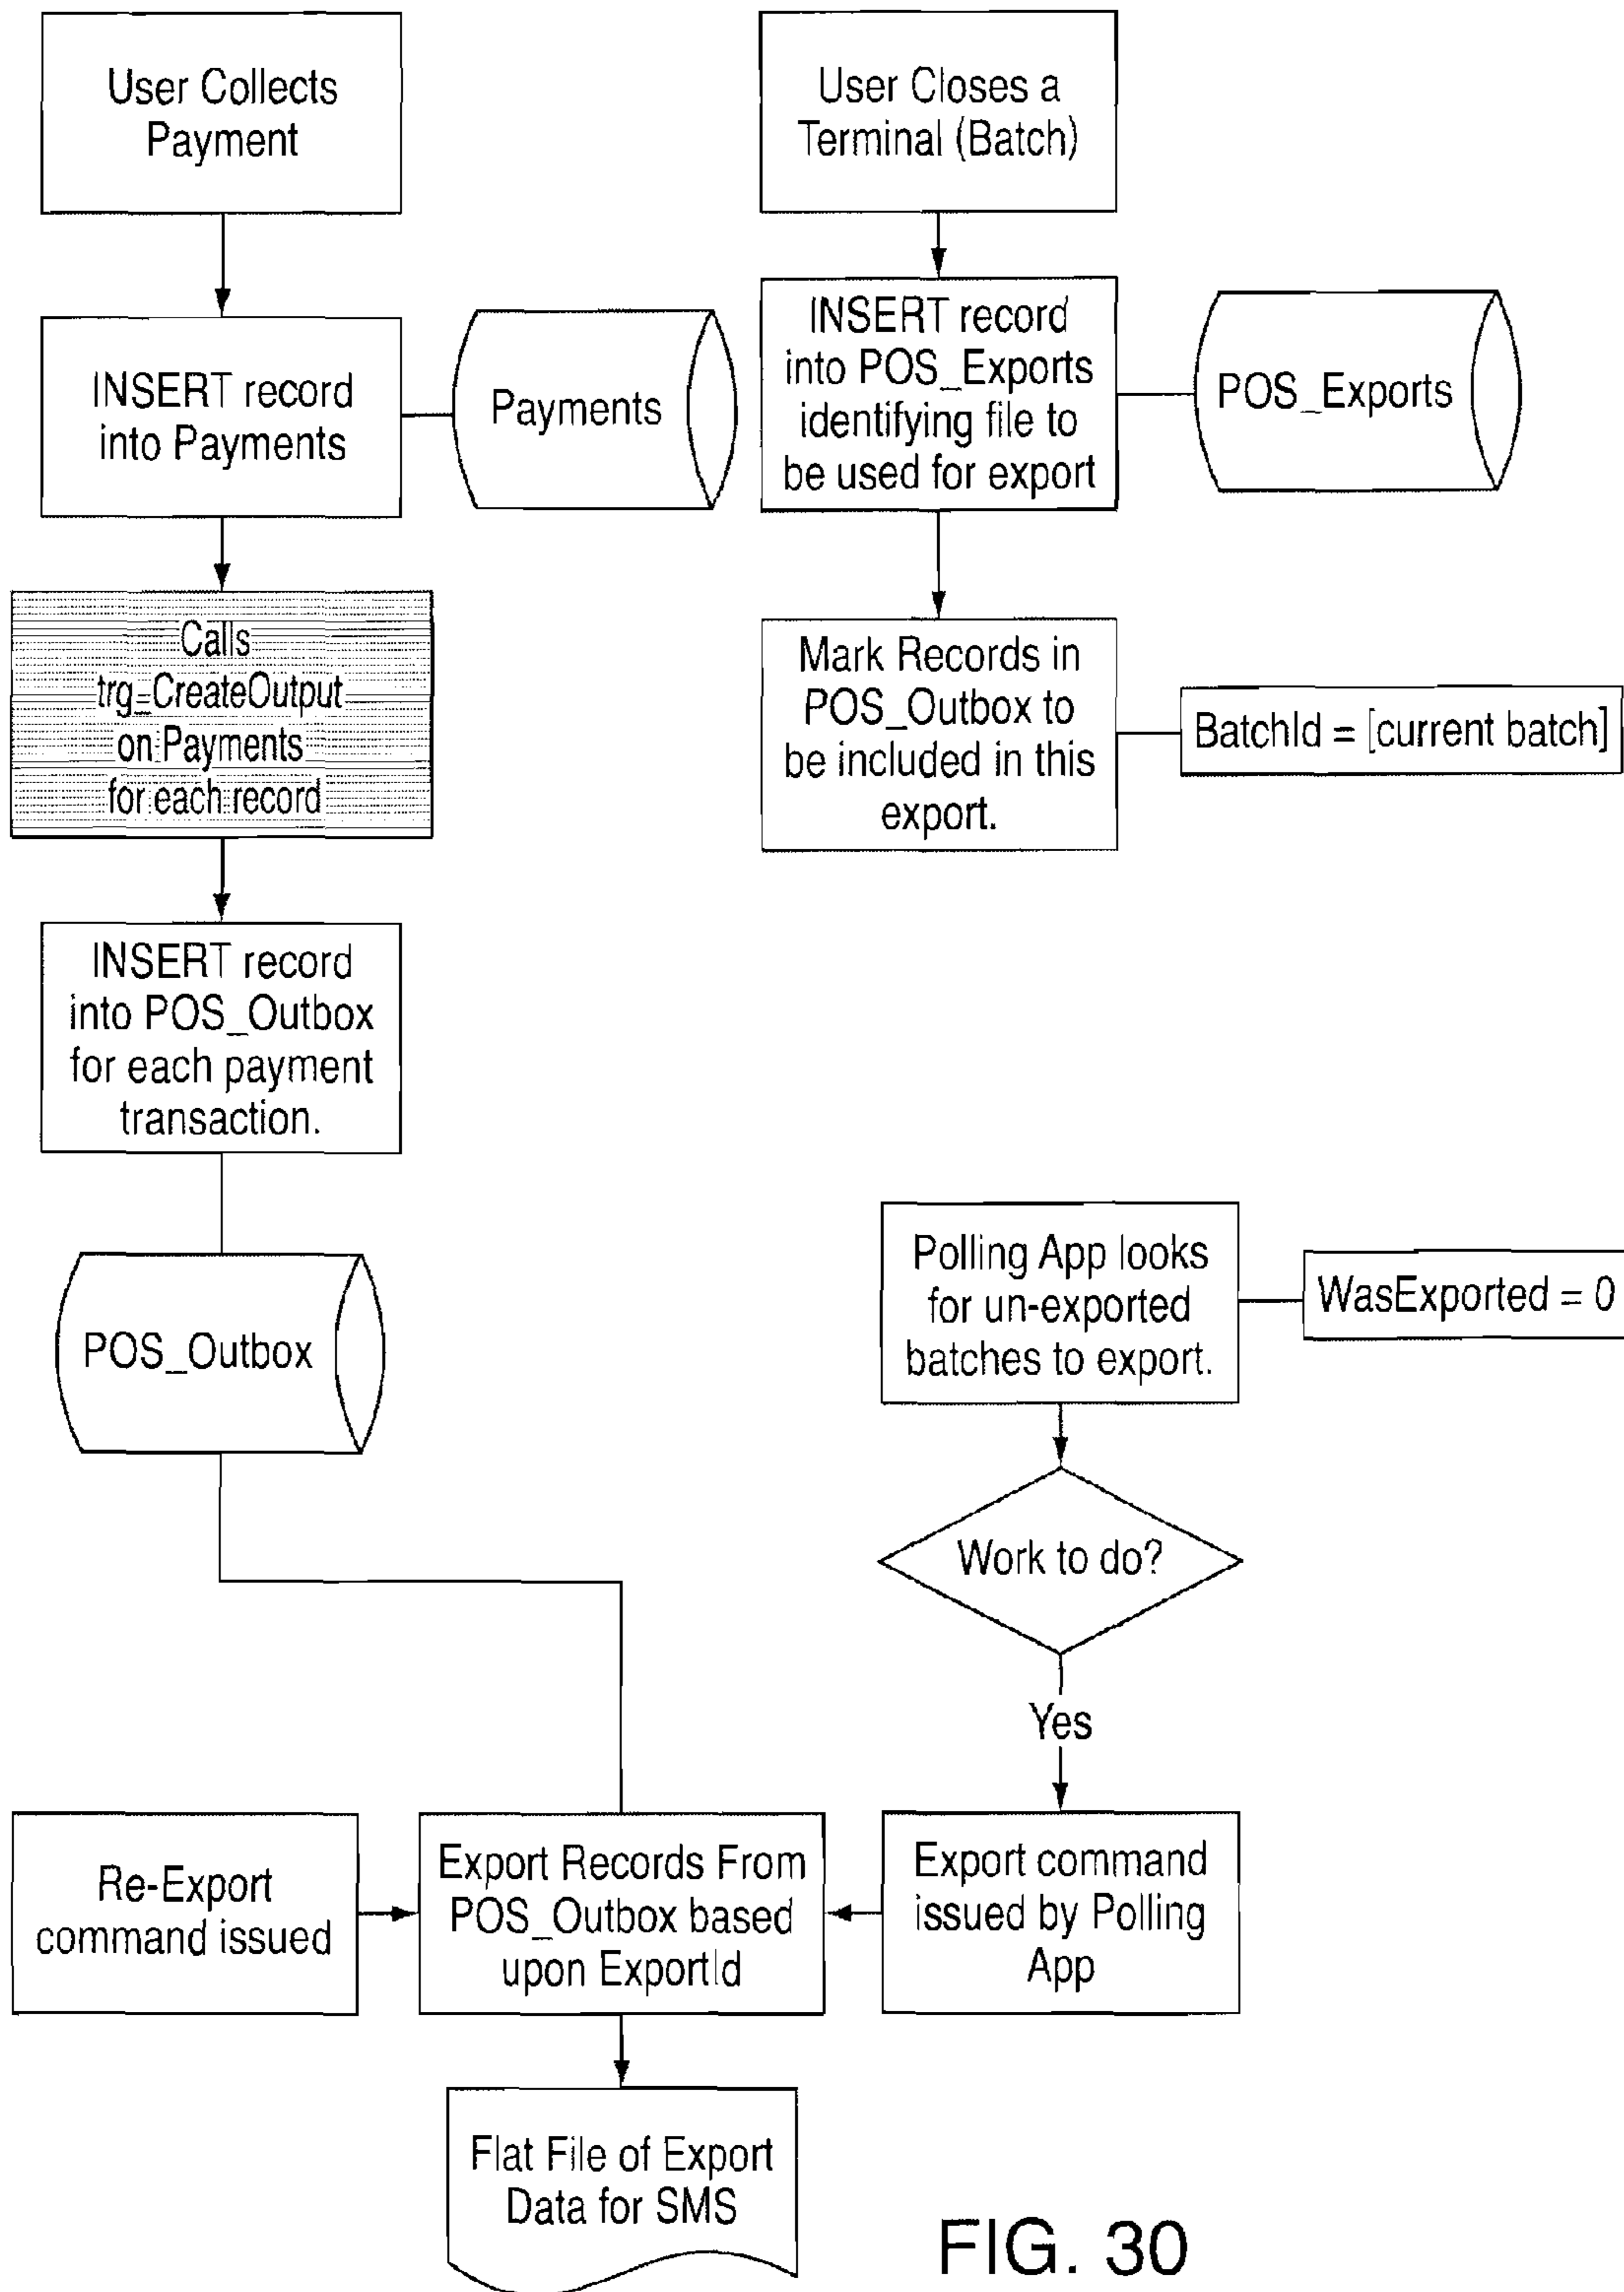 User Collects
Payment
INSERT record
into Payments
Payments
Calls
trg_CreateOutput
on Payments
for each record
INSERT record
into POS_Outbox
for each payment
transaction.
POS_Outbox
User Closes a
Terminal (Batch)
INSERT record
into POS_Exports
identifying file to
be used for export
POS_Exports
Mark Records in
POS_Outbox to
be included in this
export.
BatchId = [current batch]
Polling App looks
for un-exported
batches to export.
WasExported = 0
Work to do?
Yes
Re-Export
command issued
Export Records From
POS_Outbox based
upon ExportId
Export command
issued by Polling
App
Flat File of Export
Data for SMS
FIG. 30